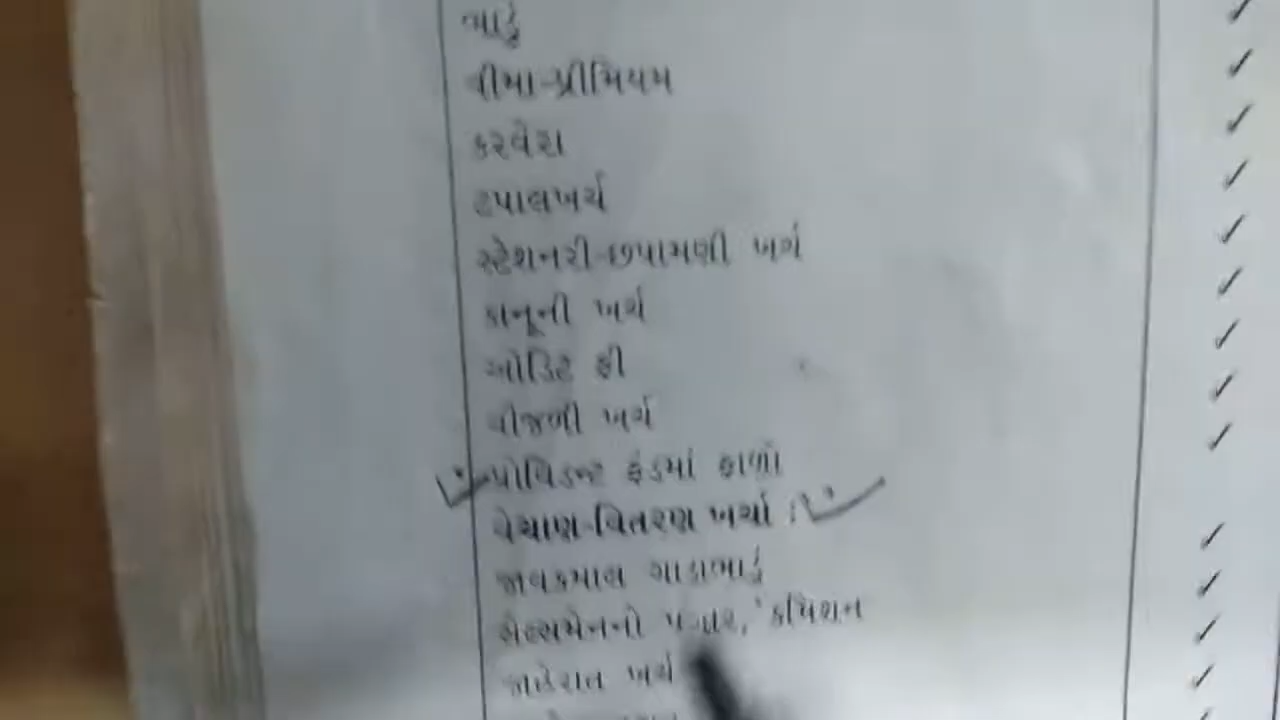 ભાડું
વીમા-પ્રીમિયમ
કરવેરા
ટપાલખર્ચ
સ્ટેશનરી-છપામણી ખર્ચ
કાનૂની ખર્ચ
ઓડિટ ફી
વીજળી ખર્ચ
પ્રોવિડન્ટ ફંડમાં ફાળો
વેચાણ-વિતરણ ખર્ચા :
જાવકમાલ ગાડાભાડું
સેલ્સમેનનો પગાર, કમિશન
જાહેરાત ખર્ચ